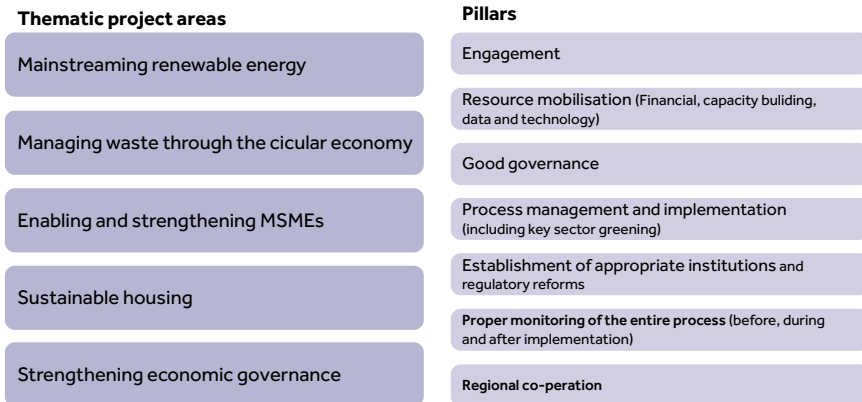 Thematic project areas
Mainstreaming renewable energy
Managing waste through the cicular economy
Enabling and strengthening MSMEs
Sustainable housing
Strengthening economic governance
Pillars
Engagement
Resource mobilisation (Financial, capacity buliding,
data and technology)
Good governance
Process management and implementation
(including key sector greening)
Establishment of appropriate institutions and
regulatory reforms
Proper monitoring of the entire process (before, during
and after implementation)
Regional co-peration